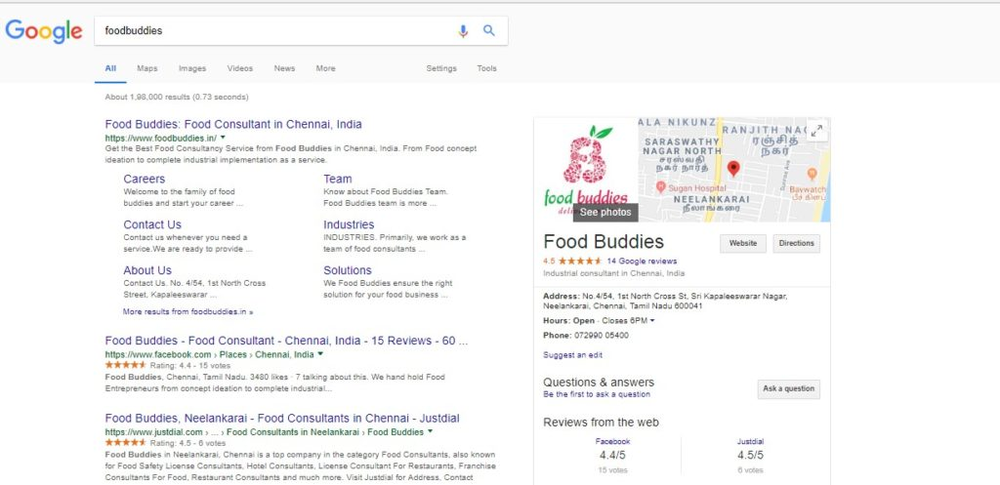 Google
foodbuddies
All Maps Images Videos News More Settings Tools
About 1,98,000 results (0.73 seconds)
Food Buddies: Food Consultant in Chennai, India
https://www.foodbuddies.in/
Get the Best Food Consultancy Service from Food Buddies in Chennai, India. From Food concept
ideation to complete industrial implementation as a service.
Careers
Welcome to the family of food
buddies and start your career ...
Team
Know about Food Buddies Team.
Food Buddies team is more ...
Contact Us
Contact us whenever you need a
service.We are ready to provide ...
Industries
INDUSTRIES. Primarily, we work as a
team of food consultants ...
About Us
Contact Us. No. 4/54, 1st North Cross
Street, Kapaleeswarar ...
Solutions
We Food Buddies ensure the right
solution for your food business ...
More results from foodbuddies.in »
Food Buddies - Food Consultant - Chennai, India - 15 Reviews - 60 ...
https://www.facebook.com › Places › Chennai, India
Rating: 4.4 - 15 votes
Food Buddies, Chennai, Tamil Nadu. 3480 likes · 7 talking about this. We hand hold Food
Entrepreneurs from concept ideation to complete industrial...
Food Buddies, Neelankarai, Chennai - Food Consultants - Justdial
https://www.justdial.com › ... › Food Consultants in Neelankarai › Food Buddies
Rating: 4.5 - 6 votes
Food Buddies in Neelankarai, Chennai is a top company in the category Food Consultants, also known
for Food Safety License Consultants, Hotel Consultants, License Consultant For Restaurants, Franchise
Consultants For Food, Restaurant Consultants and much more. Visit Justdial for Address, Contact
food buddies
See photos
ALA NIKUNZ
RANJITH NAG
ரஞ்சித்
நகர்
SARASWATHY
NAGAR NORTH
சரஸ்வதி
நகர் நார்த்
Sugan Hospital
NEELANKARAI
நீலாங்கரை
Baywatch
பீச் கிளப்
Food Buddies
Website
Directions
4.5 14 Google reviews
Industrial consultant in Chennai, India
Address: No.4/54, 1st North Cross St, Sri Kapaleeswarar Nagar,
Neelankarai, Chennai, Tamil Nadu 600041
Hours: Open · Closes 6PM
Phone: 072990 05400
Suggest an edit
Questions & answers
Be the first to ask a question
Ask a question
Reviews from the web
Facebook
4.4/5
15 votes
Justdial
4.5/5
6 votes